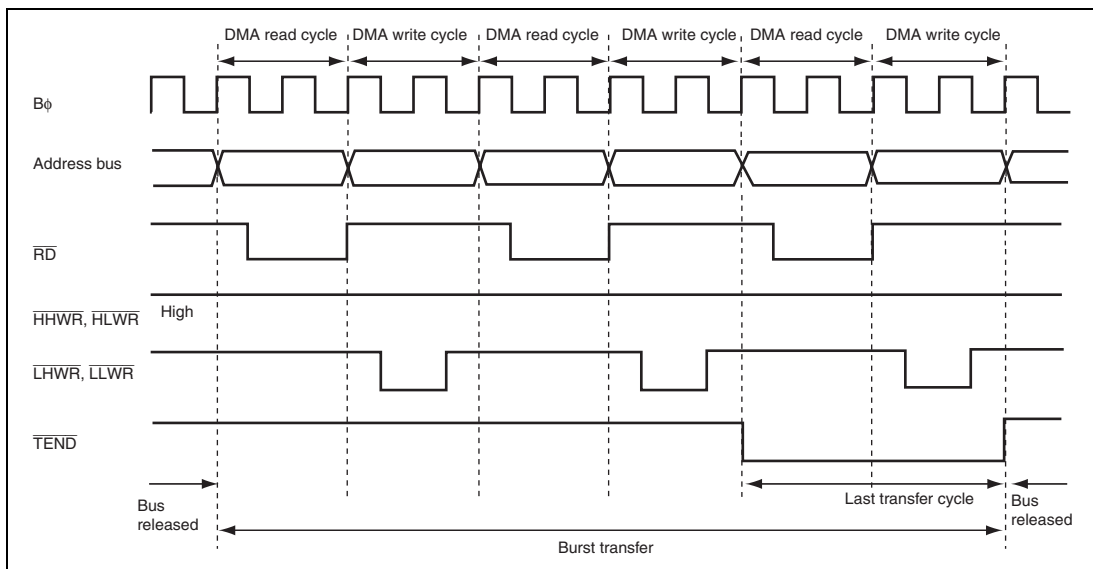 DMA read cycle DMA write cycle DMA read cycle DMA write cycle DMA read cycle DMA write cycle
Bφ
Address bus
RD
High
HHWR, HLWR
LHWR, LLWR
TEND
Last transfer cycle
Bus released
Bus released
Burst transfer